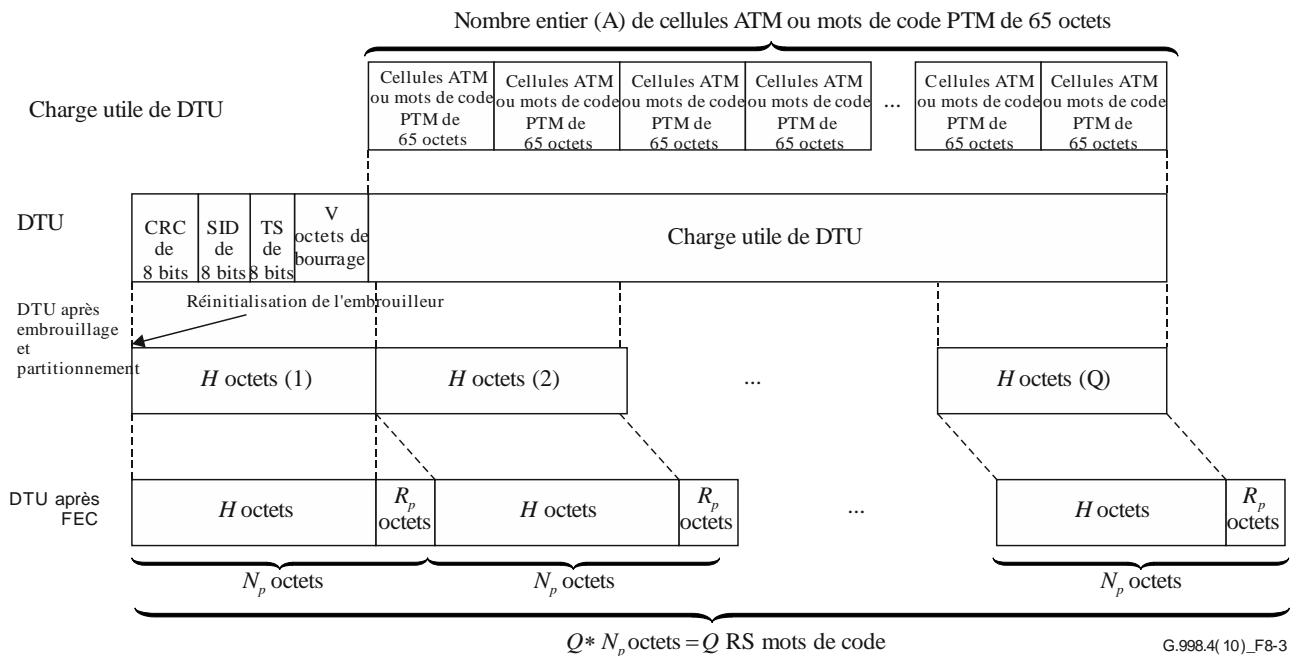 Nombre entier (A) de cellules ATM ou mots de code PTM de 65 octets
Charge utile de DTU
Cellules ATM
ou mots de code
PTM de
65 octets
Cellules ATM
ou mots de code
PTM de
65 octets
Cellules ATM
ou mots de code
PTM de
65 octets
Cellules ATM
ou mots de code
PTM de
65 octets
...
Cellules ATM
ou mots de code
PTM de
65 octets
Cellules ATM
ou mots de code
PTM de
65 octets
DTU
CRC
de
8 bits
SID
de
8 bits
TS
de
8 bits
V
octets de
bourrage
Charge utile de DTU
Réinitialisation de l'embrouilleur
DTU après
embrouillage
et
partitionnement
H octets (1)
H octets (2)
...
H octets (Q)
DTU après
FEC
H octets
R_p
octets
H octets
R_p
octets
...
H octets
R_p
octets
N_p octets
N_p octets
N_p octets
Q* N_p octets = Q RS mots de code
G.998.4(10)_F8-3